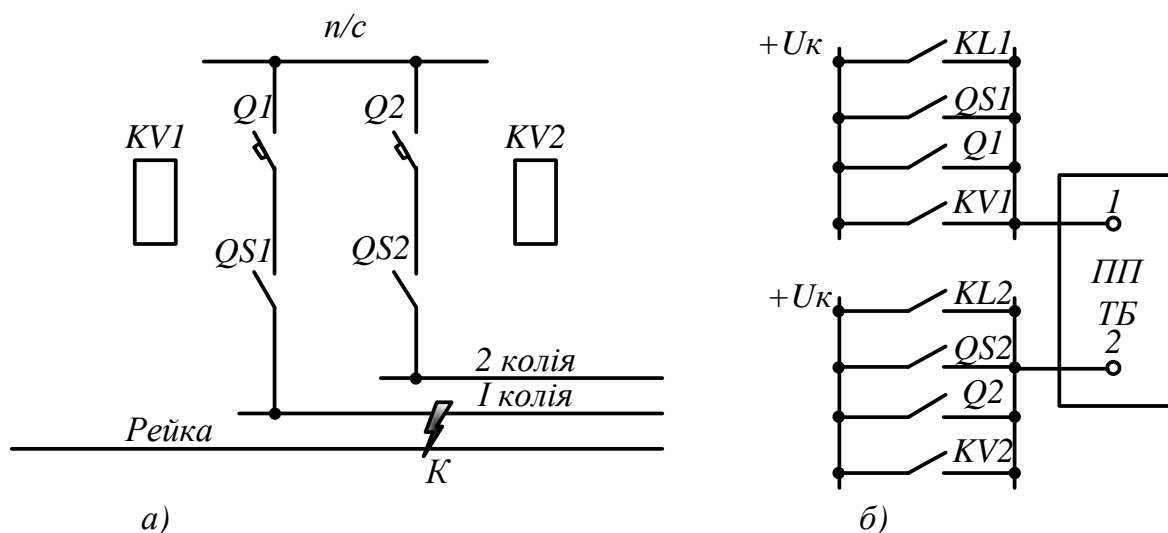 п/с
Q1
Q2
KV1
KV2
QS1
QS2
2 колія
I колія
Рейка
К
а)
+Uк
KL1
QS1
Q1
KV1
1
ПП
ТБ
2
+Uк
KL2
QS2
Q2
KV2
б)